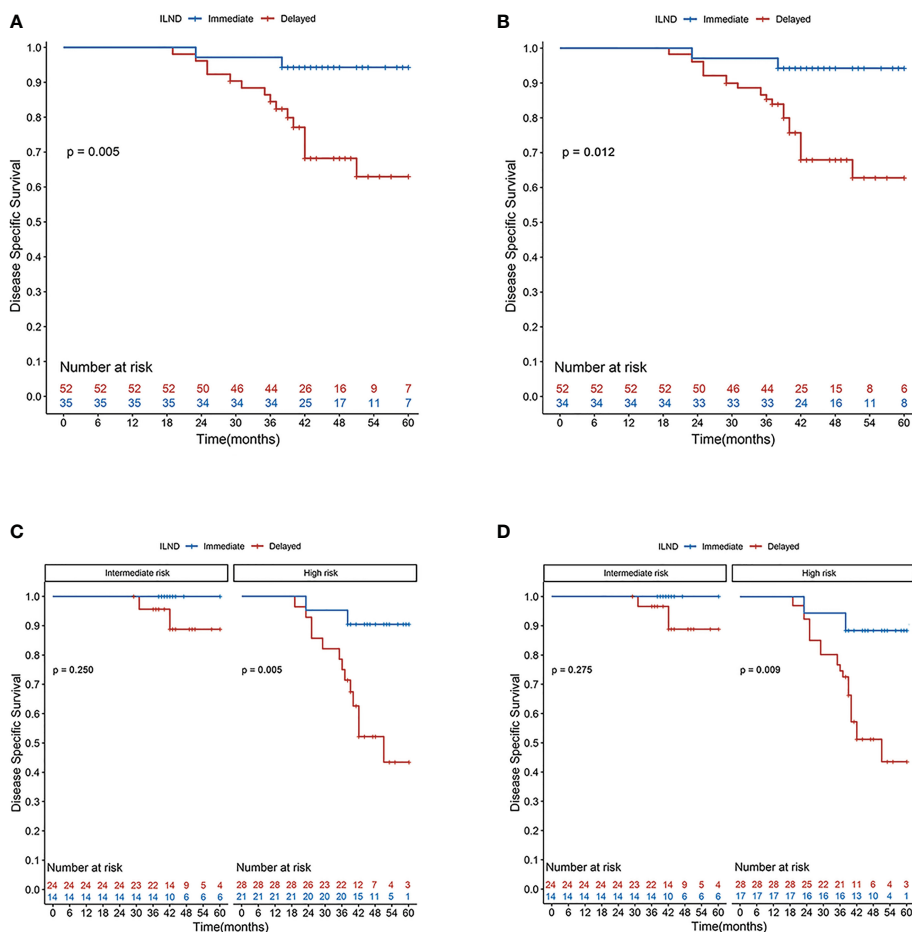 A
ILND Immediate Delayed
1.0
0.9
0.8
0.7
0.6
0.5
0.4
0.3
0.2
0.1
0.0
Disease Specific Survival
p = 0.005
Number at risk
52 52 52 52 50 46 44 26 16 9 7
35 35 35 35 34 34 34 25 17 11 7
0 6 12 18 24 30 36 42 48 54 60
Time(months)
B
ILND Immediate Delayed
1.0
0.9
0.8
0.7
0.6
0.5
0.4
0.3
0.2
0.1
0.0
Disease Specific Survival
p = 0.012
Number at risk
52 52 52 52 50 46 44 25 15 8 6
34 34 34 34 33 33 33 24 16 11 8
0 6 12 18 24 30 36 42 48 54 60
Time(months)
C
ILND Immediate Delayed
Intermediate risk High risk
1.0
0.9
0.8
0.7
0.6
0.5
0.4
0.3
0.2
0.1
0.0
Disease Specific Survival
p = 0.250 p = 0.005
Number at risk Number at risk
24 24 24 24 24 23 22 14 9 5 4 28 28 28 28 26 23 22 12 7 4 3
14 14 14 14 14 14 14 10 6 6 6 21 21 21 21 20 20 20 15 11 5 1
0 6 12 18 24 30 36 42 48 54 60 0 6 12 18 24 30 36 42 48 54 60
Time(months)
D
ILND Immediate Delayed
Intermediate risk High risk
1.0
0.9
0.8
0.7
0.6
0.5
0.4
0.3
0.2
0.1
0.0
Disease Specific Survival
p = 0.275 p = 0.009
Number at risk Number at risk
24 24 24 24 24 23 22 14 9 5 4 28 28 28 28 25 22 21 11 6 4 3
14 14 14 14 14 14 14 10 6 6 6 17 17 17 17 16 16 16 13 10 4 1
0 6 12 18 24 30 36 42 48 54 60 0 6 12 18 24 30 36 42 48 54 60
Time(months)